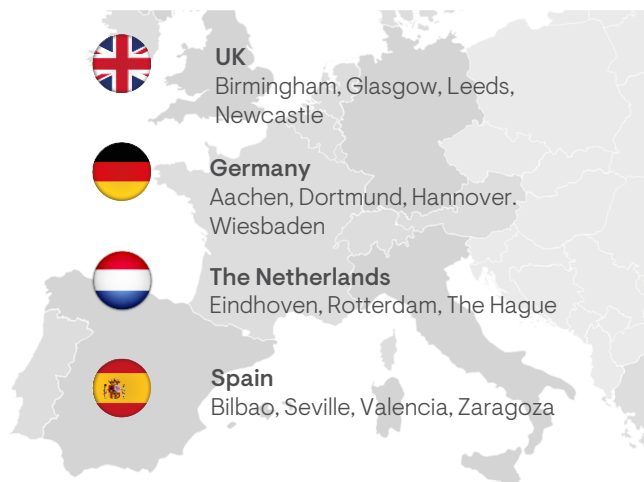 UK
Birmingham, Glasgow, Leeds,
Newcastle
Germany
Aachen, Dortmund, Hannover.
Wiesbaden
The Netherlands
Eindhoven, Rotterdam, The Hague
Spain
Bilbao, Seville, Valencia, Zaragoza